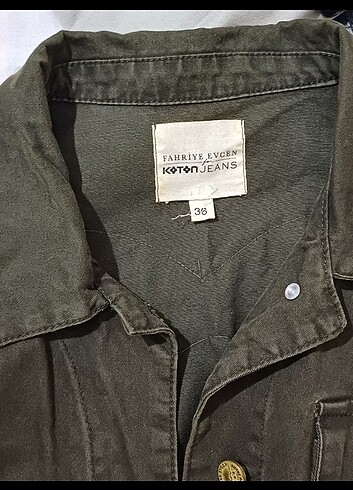 FAHRİYE EVCEN
for
KOTON JEANS
36